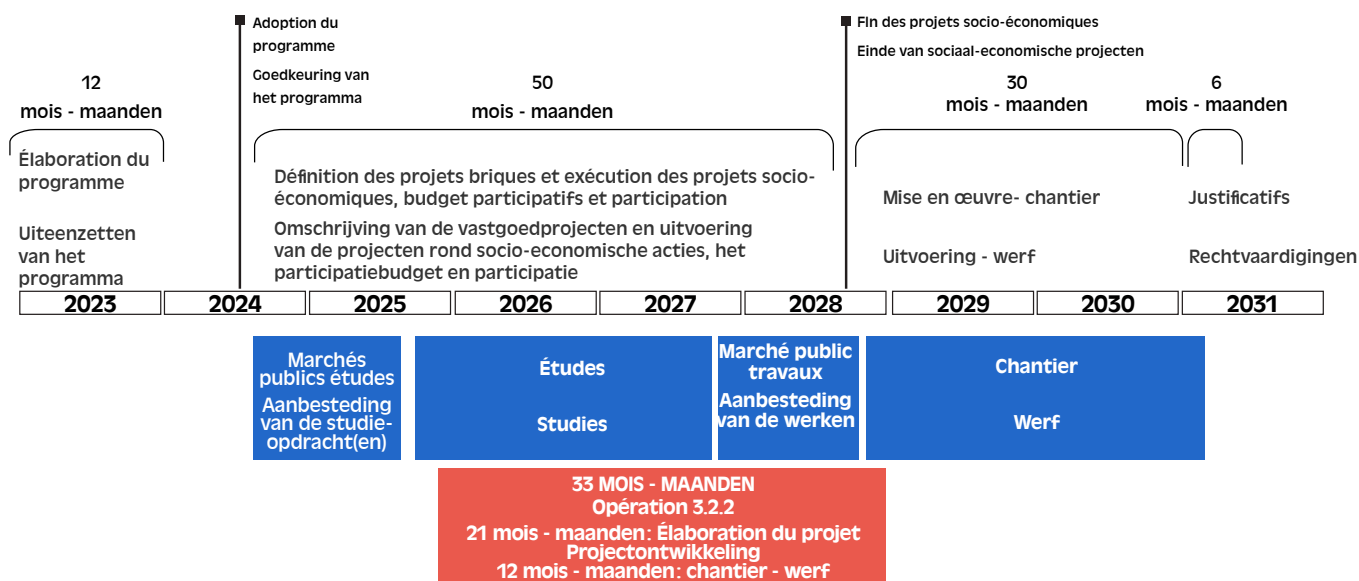 Adoption du
programme
Goedkeuring van
het programma
Fin des projets socio-économiques
Einde van sociaal-economische projecten
12
mois - maanden
50
mois - maanden
30
mois - maanden
6
mois - maanden
Élaboration du
programme
Uiteenzetten
van het
programma
Définition des projets briques et exécution des projets socio-
économiques, budget participatifs et participation
Omschrijving van de vastgoedprojecten en uitvoering
van de projecten rond socio-economische acties, het
participatiebudget en participatie
Mise en œuvre- chantier
Uitvoering - werf
Justificatifs
Rechtvaardigingen
2023
2024
2025
2026
2027
2028
2029
2030
2031
Marchés
publics études
Aanbesteding
van de studie-
opdracht(en)
Études
Studies
Marché public
travaux
Aanbesteding
van de werken
Chantier
Werf
33 MOIS - MAANDEN
Opération 3.2.2
21 mois - maanden: Élaboration du projet
Projectontwikkeling
12 mois - maanden: chantier - werf